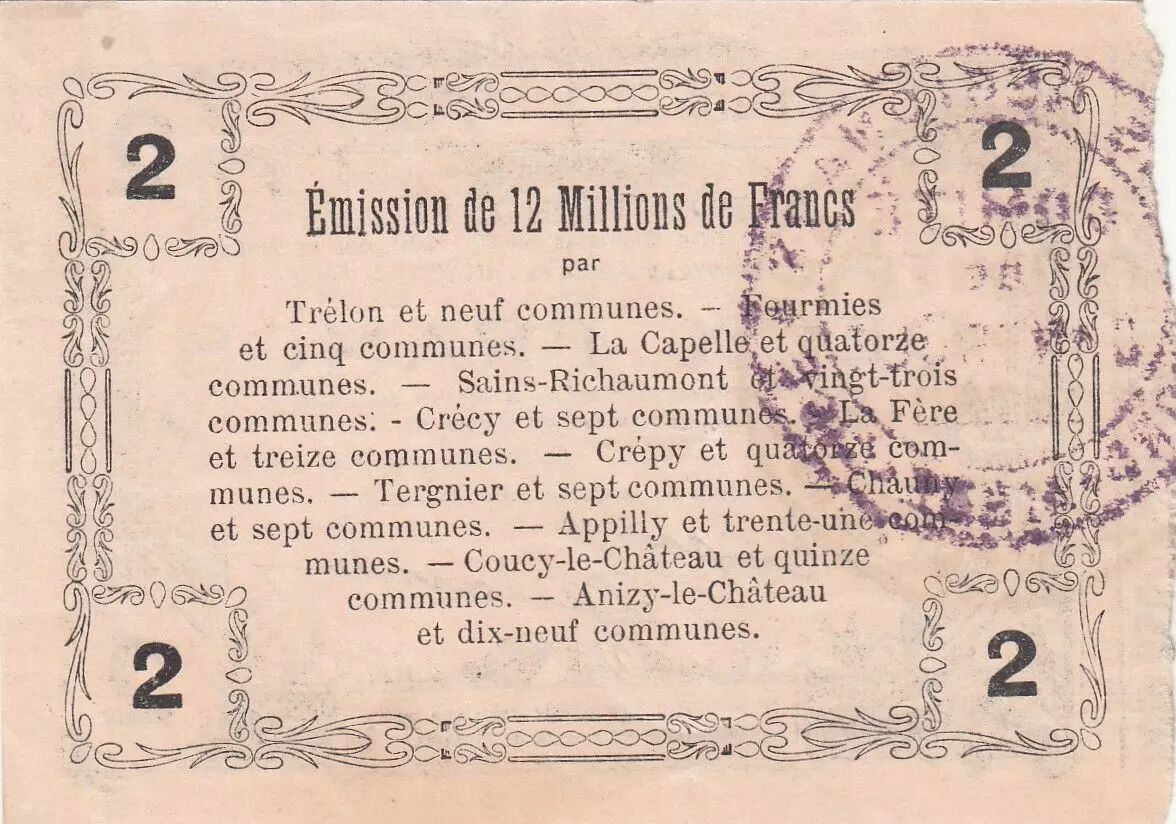 2
2
Émission de 12 Millions de Francs
par
Trélon et neuf communes. — Fourmies
et cinq communes. — La Capelle et quatorze
communes. — Sains-Richaumont et vingt-trois
communes. - Crécy et sept communes. - La Fère
et treize communes. — Crépy et quatorze com-
munes. — Tergnier et sept communes. — Chauny
et sept communes. — Appilly et trente-une com-
munes. — Coucy-le-Château et quinze
communes. — Anizy-le-Château
et dix-neuf communes.
2
2